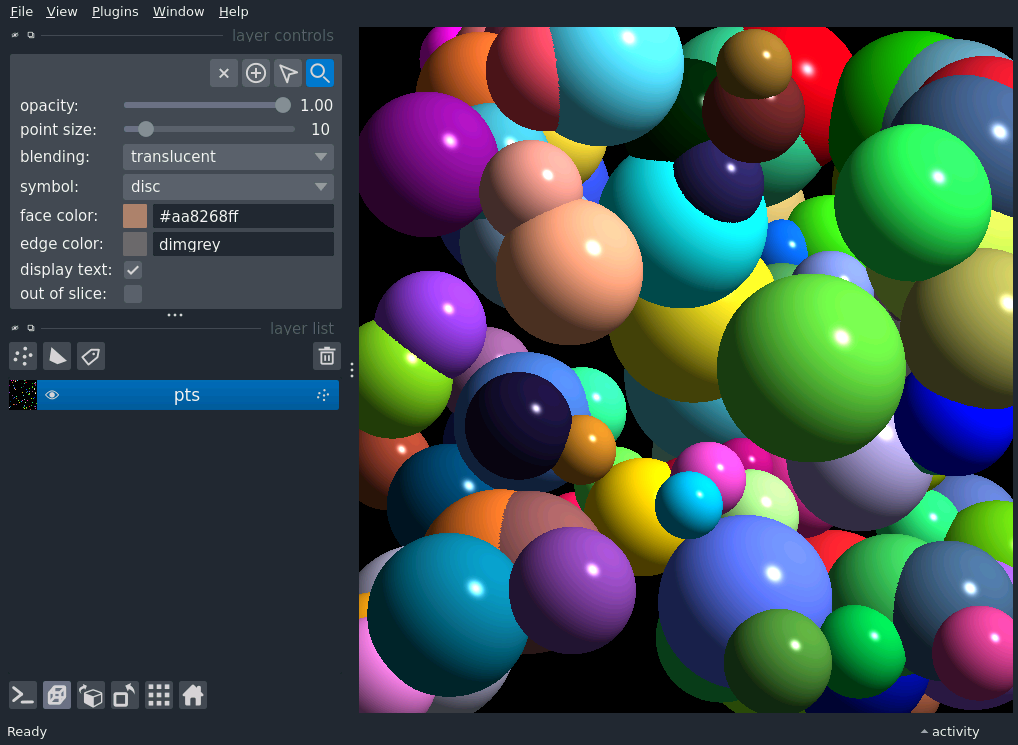 File View Plugins Window Help
layer controls
opacity: 1.00
point size: 10
blending: translucent
symbol: disc
face color: #aa8268ff
edge color: dimgrey
display text:
out of slice:
layer list
pts
Ready
activity